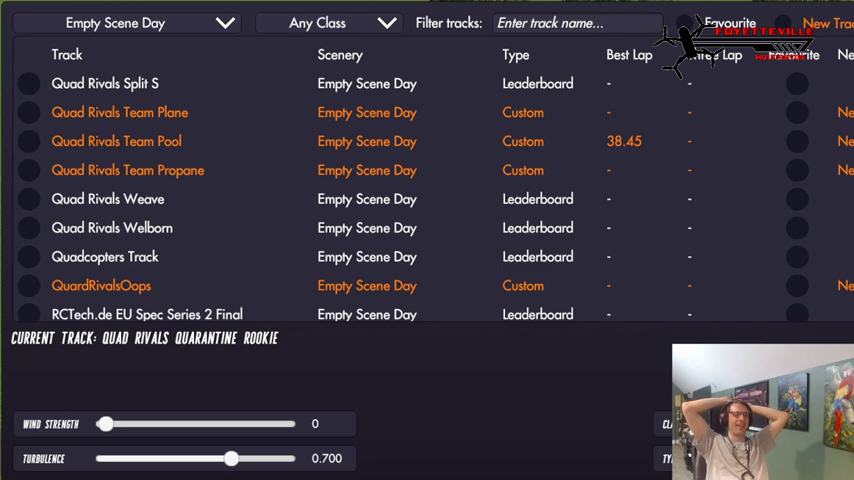 Empty Scene Day Any Class Filter tracks: Enter track name... Favourite New Trac
FAYETTEVILLE
Track Scenery Type Best Lap Lap Favourite Ne
Quad Rivals Split S Empty Scene Day Leaderboard - -
Quad Rivals Team Plane Empty Scene Day Custom - - Ne
Quad Rivals Team Pool Empty Scene Day Custom 38.45 - Ne
Quad Rivals Team Propane Empty Scene Day Custom - - Ne
Quad Rivals Weave Empty Scene Day Leaderboard - -
Quad Rivals Welborn Empty Scene Day Leaderboard - -
Quadcopters Track Empty Scene Day Leaderboard - -
QuardRivalsOops Empty Scene Day Custom - - Ne
RCTech.de EU Spec Series 2 Final Empty Scene Day Leaderboard - -
CURRENT TRACK: QUAD RIVALS QUARANTINE ROOKIE
WIND STRENGTH 0 CLA
TURBULENCE 0.700 TY